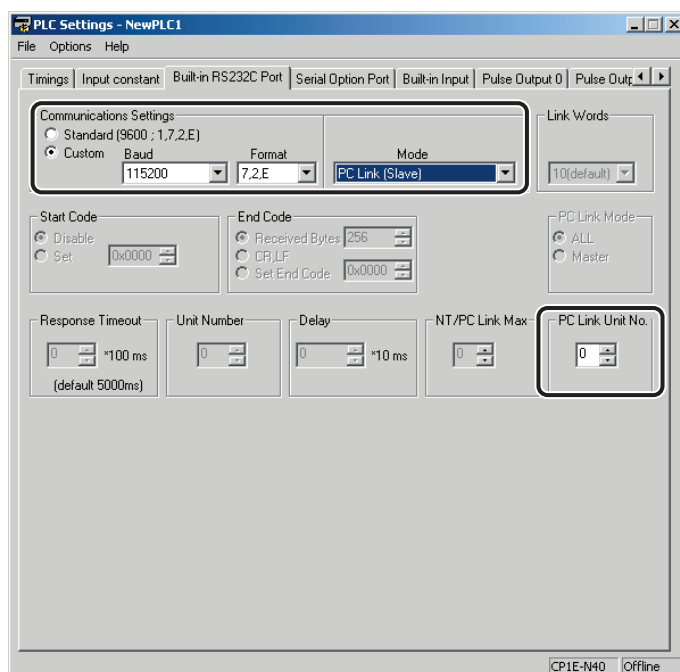 PLC Settings - NewPLC1
File Options Help
Timings Input constant Built-in RS232C Port Serial Option Port Built-in Input Pulse Output 0 Pulse Outp
Communications Settings
Link Words
Standard (9600 ; 1,7,2,E)
Custom Baud Format Mode
115200 7,2,E PC Link (Slave) 10(default)
Start Code End Code PC Link Mode
Disable Received Bytes 256 ALL
Set 0x0000 CR,LF Master
Set End Code 0x0000
Response Timeout Unit Number Delay NT/PC Link Max PC Link Unit No.
0 *100 ms 0 0 *10 ms 0 0
(default 5000ms)
CP1E-N40 Offline